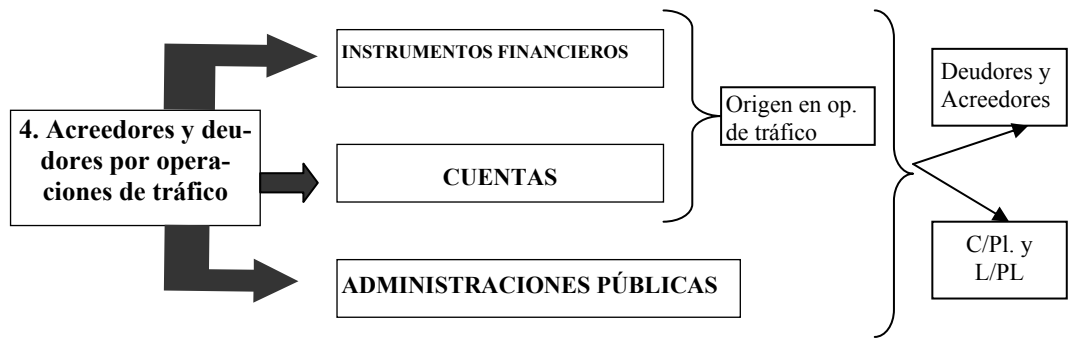 4. Acreedores y deu-
dores por opera-
ciones de tráfico
INSTRUMENTOS FINANCIEROS
CUENTAS
ADMINISTRACIONES PÚBLICAS
Origen en op.
de tráfico
Deudores y
Acreedores
C/Pl. y
L/PL